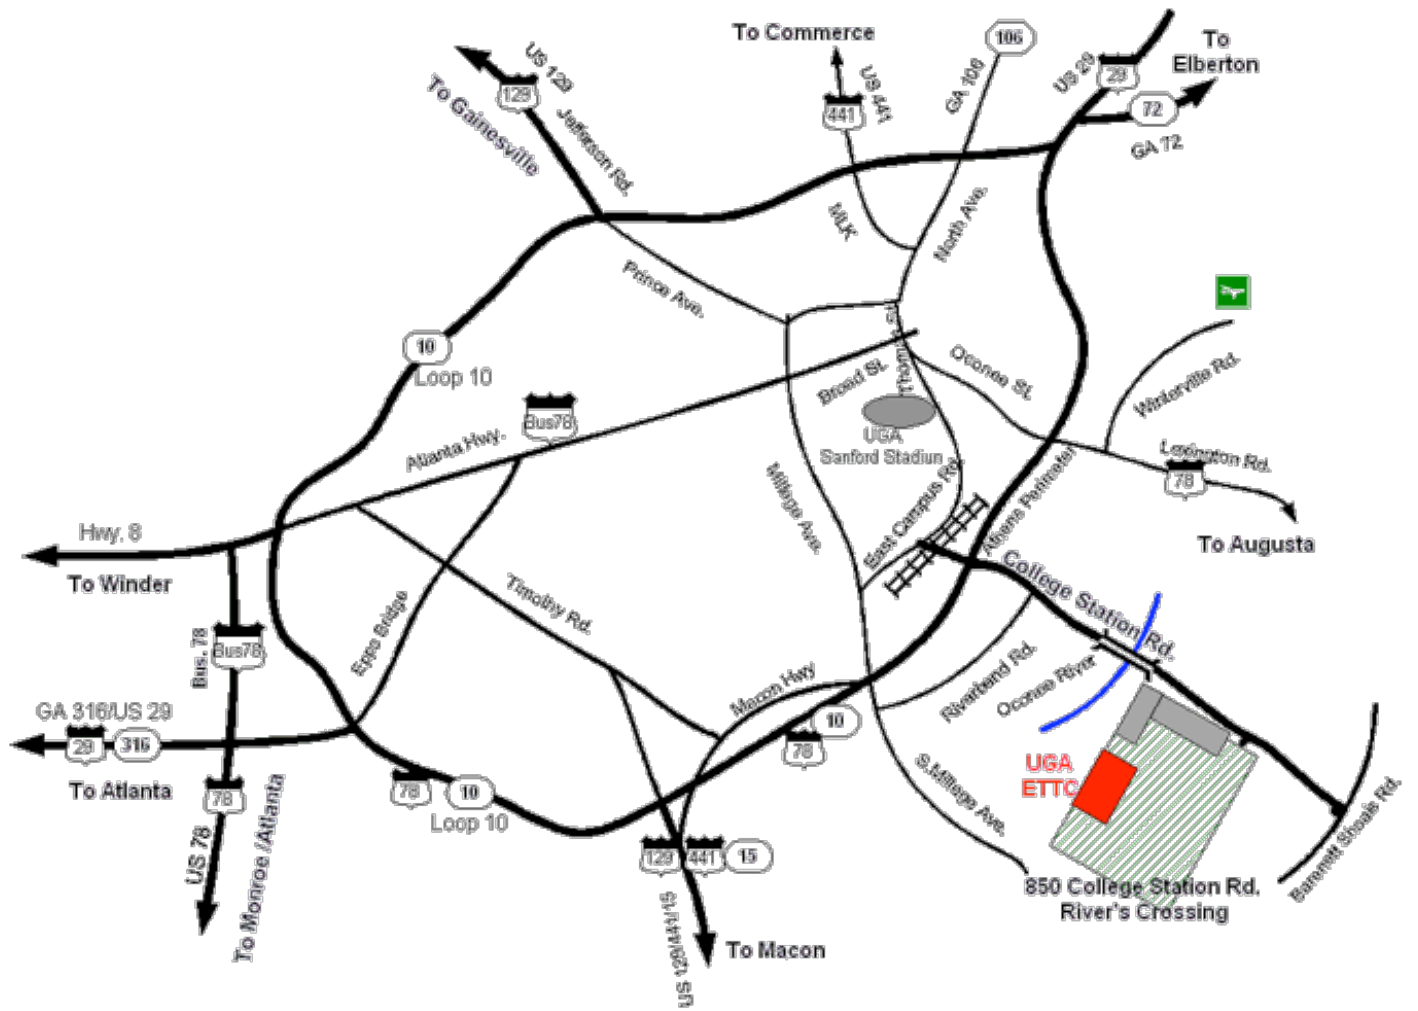 To Commerce
106
To
Elberton
US 29
29
US 129
129
To Gainesville
Jefferson Rd.
US 441
441
GA 106
72
GA 72
MLK
North Ave.
Prince Ave.
10
Loop 10
Thomas St.
Broad St.
Oconee St.
Winterville Rd.
Bus78
Atlanta Hwy.
UGA
Sanford Stadiun
Lexington Rd.
78
To Augusta
Millege Ave.
East Campus Rd.
Athens Perimeter
Hwy. 8
To Winder
College Station Rd.
Timothy Rd.
Epps Bridge
Bus. 78
Bus78
Macon Hwy
Riverbend Rd.
Oconee River
GA 316/US 29
29
316
To Atlanta
10
78
UGA
ETTC
S.Millege Ave.
78
US 78
To Monroe /Atlanta
78
10
Loop 10
129
441
15
US 129/441/15
To Macon
850 College Station Rd.
River's Crossing
Barenett Shoals Rd.